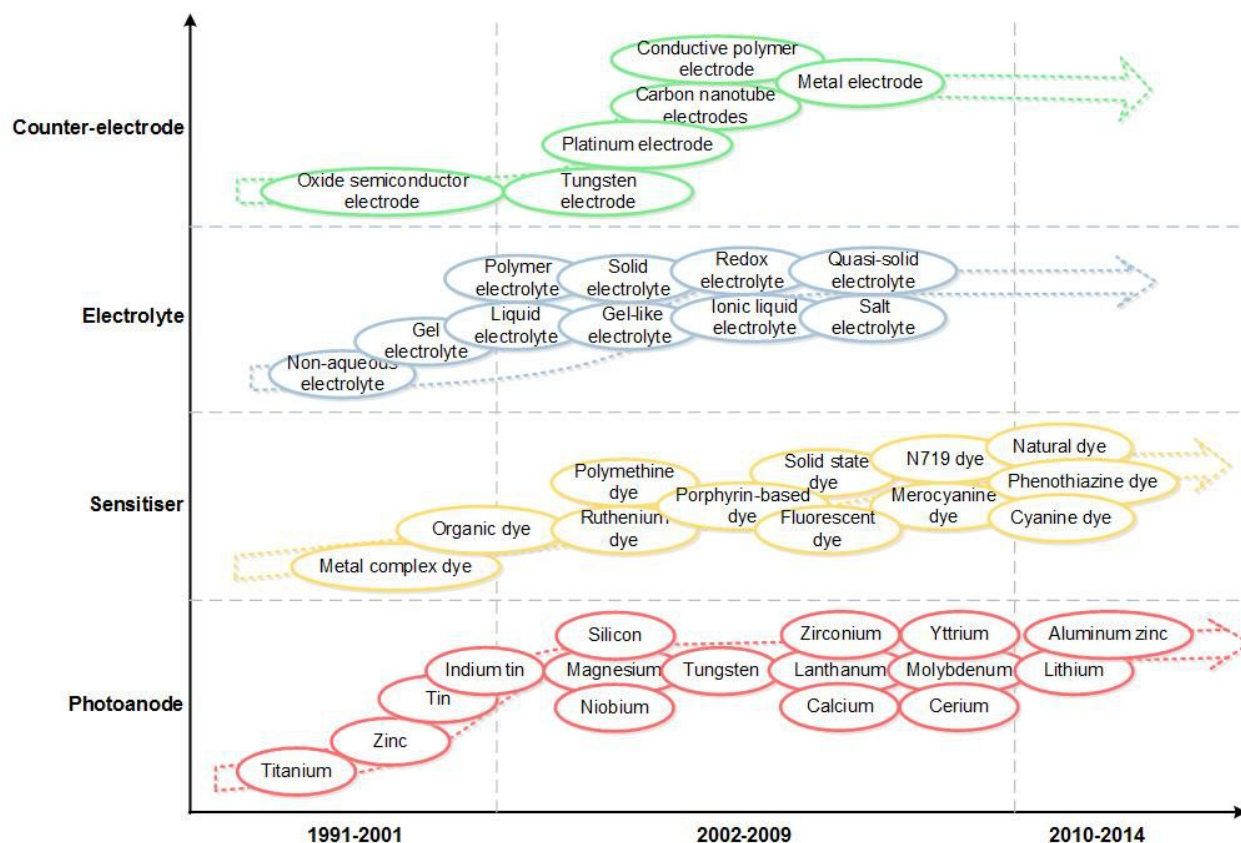 Counter-electrode
Conductive polymer
electrode
Metal electrode
Carbon nanotube
electrodes
Platinum electrode
Oxide semiconductor
electrode
Tungsten
electrode
Electrolyte
Polymer
electrolyte
Solid
electrolyte
Redox
electrolyte
Quasi-solid
electrolyte
Gel
electrolyte
Liquid
electrolyte
Gel-like
electrolyte
Ionic liquid
electrolyte
Salt
electrolyte
Non-aqueous
electrolyte
Sensitiser
Polymethine
dye
Solid state
dye
N719 dye
Natural dye
Phenothiazine dye
Organic dye
Ruthenium
dye
Porphyrin-based
dye
Fluorescent
dye
Merocyanine
dye
Cyanine dye
Metal complex dye
Photoanode
Silicon
Zirconium
Yttrium
Aluminum zinc
Indium tin
Magnesium
Tungsten
Lanthanum
Molybdenum
Lithium
Tin
Niobium
Calcium
Cerium
Zinc
Titanium
1991-2001
2002-2009
2010-2014